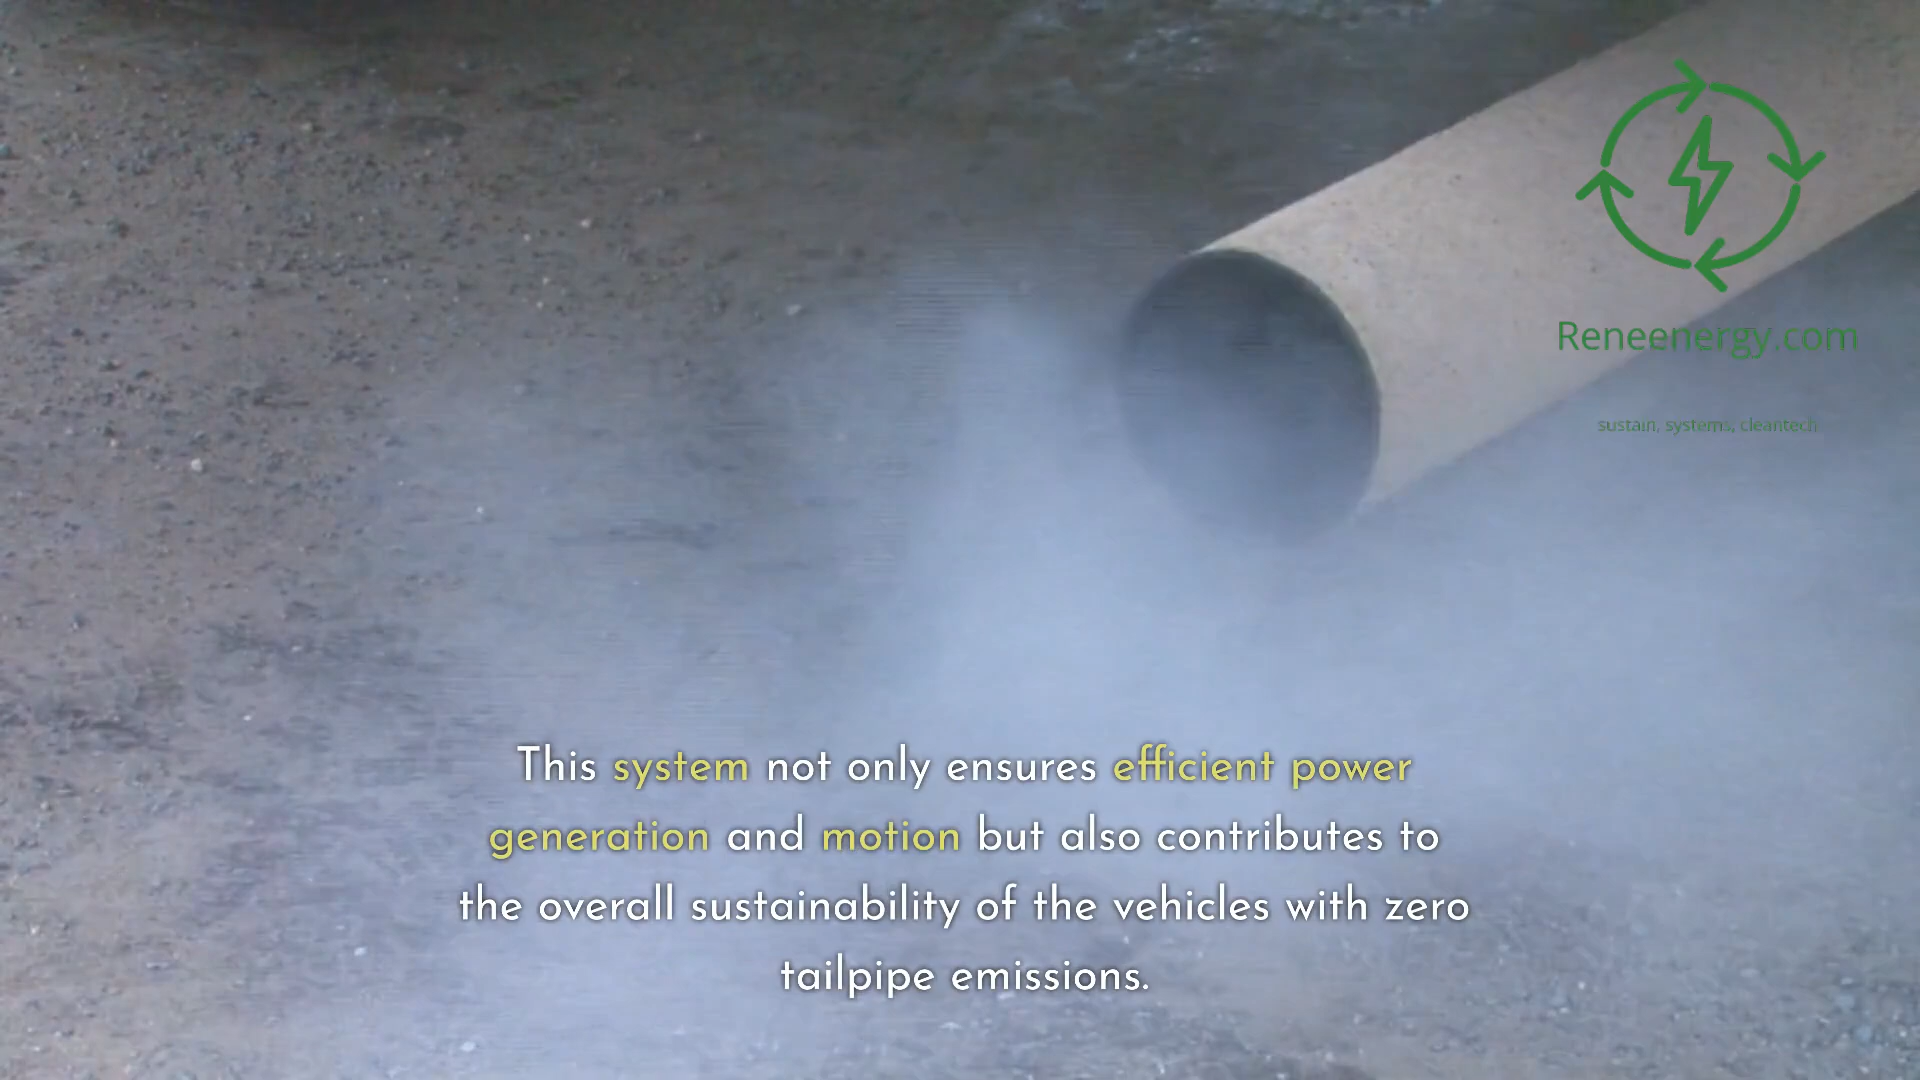 Reneenergy.com
sustain, systems, cleantech
This system not only ensures efficient power
generation and motion but also contributes to
the overall sustainability of the vehicles with zero
tailpipe emissions.